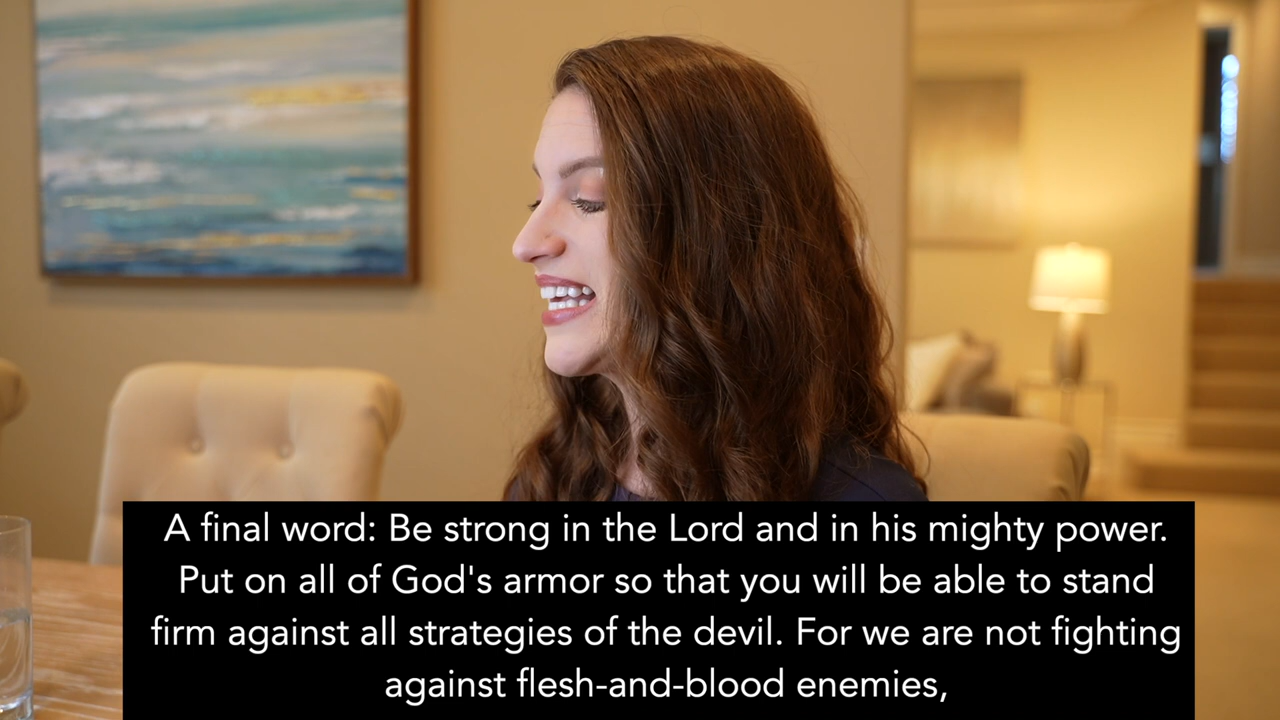 A final word: Be strong in the Lord and in his mighty power.
Put on all of God's armor so that you will be able to stand
firm against all strategies of the devil. For we are not fighting
against flesh-and-blood enemies,